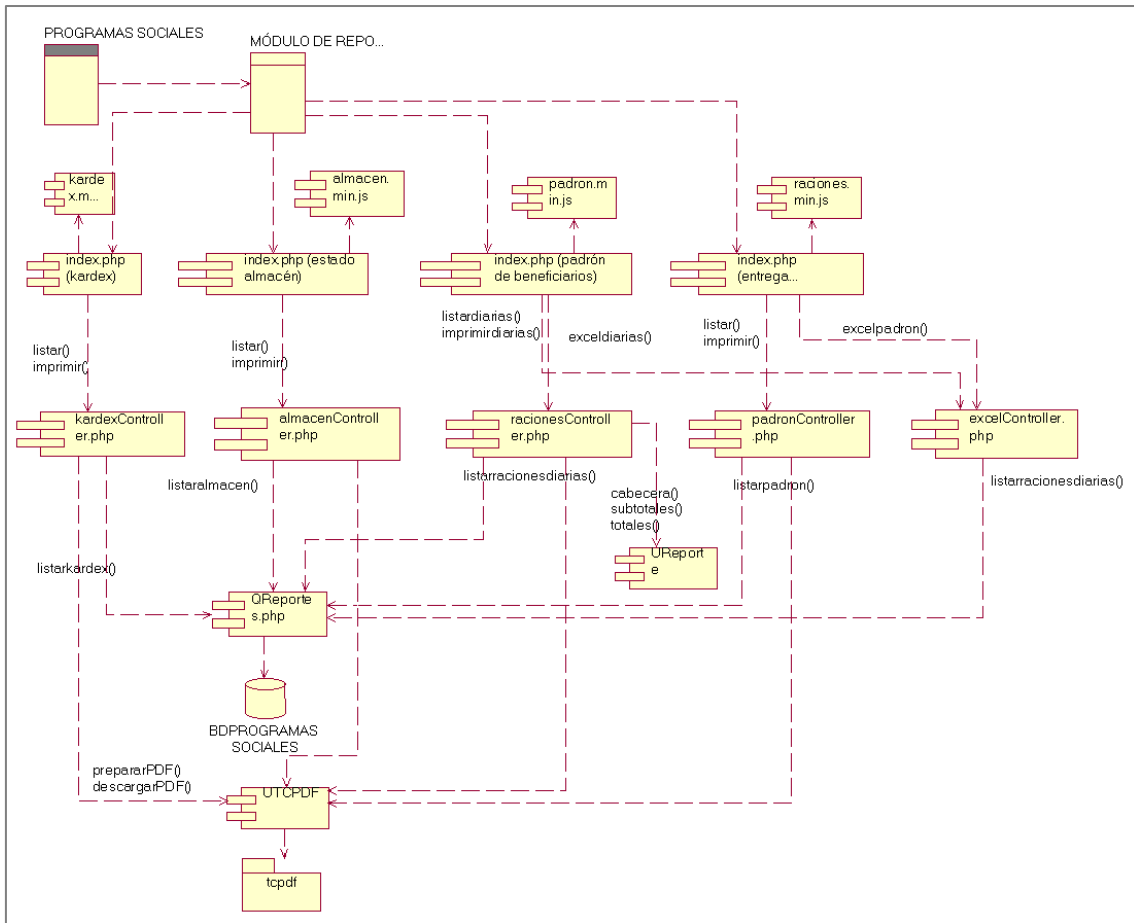 PROGRAMAS SOCIALES
MÓDULO DE REPO...
karde
x.m...
almacen.
min.js
padron.m
in.js
raciones.
min.js
index.php
(kardex)
index.php (estado
almacén)
index.php (padrón
de beneficiarios)
index.php
(entrega...
listar()
imprimir()
listar()
imprimir()
listardiarias()
imprimirdiarias()
exceldiarias()
listar()
imprimir()
excelpadron()
kardexControll
er.php
almacenControll
er.php
racionesControll
er.php
padronController
.php
excelController.
php
listaralmacen()
listarracionesdiarias()
cabecera()
subtotales()
totales()
listarpadron()
listarracionesdiarias()
listarkardex()
UReport
e
QReporte
s.php
BDPROGRAMAS
SOCIALES
prepararPDF()
descargarPDF()
UTCPDF
tcpdf